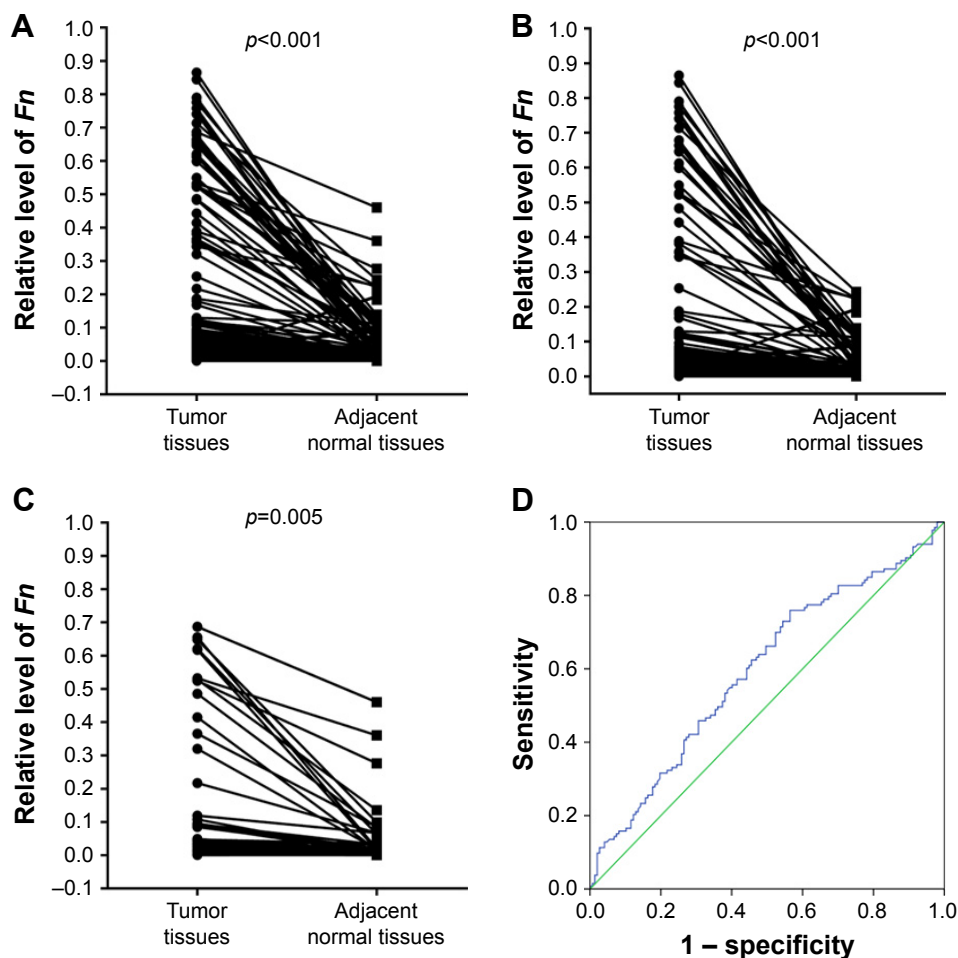 A
p<0.001
Relative level of Fn
1.0
0.9
0.8
0.7
0.6
0.5
0.4
0.3
0.2
0.1
0.0
–0.1
Tumor
tissues
Adjacent
normal tissues
B
p<0.001
Relative level of Fn
1.0
0.9
0.8
0.7
0.6
0.5
0.4
0.3
0.2
0.1
0.0
Tumor
tissues
Adjacent
normal tissues
C
p=0.005
Relative level of Fn
1.0
0.9
0.8
0.7
0.6
0.5
0.4
0.3
0.2
0.1
0.0
–0.1
Tumor
tissues
Adjacent
normal tissues
D
Sensitivity
1.0
0.8
0.6
0.4
0.2
0.0
0.0 0.2 0.4 0.6 0.8 1.0
1 – specificity